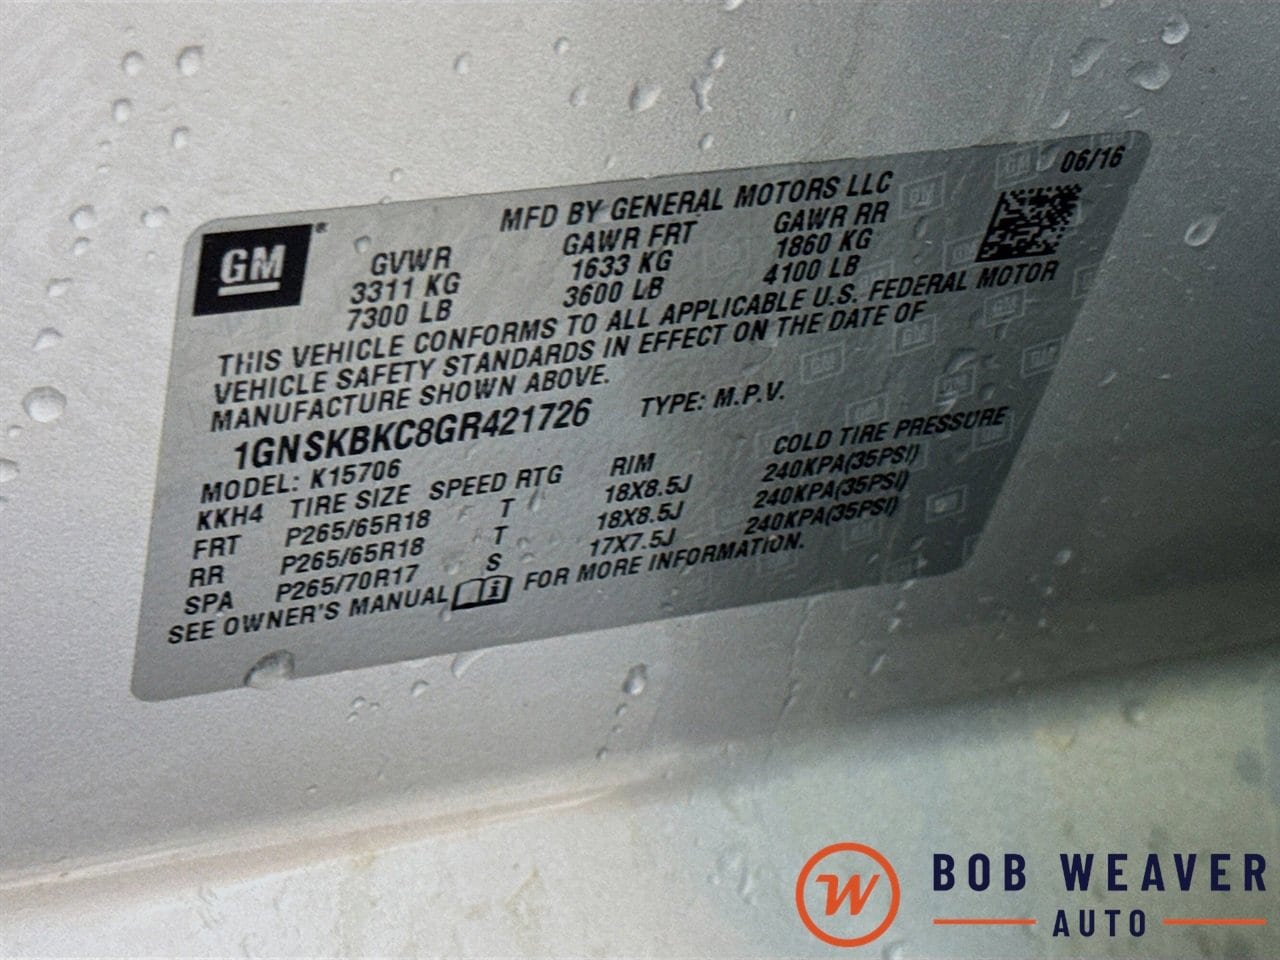 06/16
MFD BY GENERAL MOTORS LLC
GM®
GVWR GAWR FRT GAWR RR
3311 KG 1633 KG 1860 KG
7300 LB 3600 LB 4100 LB
THIS VEHICLE CONFORMS TO ALL APPLICABLE U.S. FEDERAL MOTOR
VEHICLE SAFETY STANDARDS IN EFFECT ON THE DATE OF
MANUFACTURE SHOWN ABOVE.
1GNSKBKC8GR421726 TYPE: M.P.V.
MODEL: K15706
KKH4 TIRE SIZE SPEED RTG RIM COLD TIRE PRESSURE
FRT P265/65R18 T 18X8.5J 240KPA(35PSI)
RR P265/65R18 T 18X8.5J 240KPA(35PSI)
SPA P265/70R17 S 17X7.5J 240KPA(35PSI)
SEE OWNER'S MANUAL FOR MORE INFORMATION.
W BOB WEAVER
AUTO